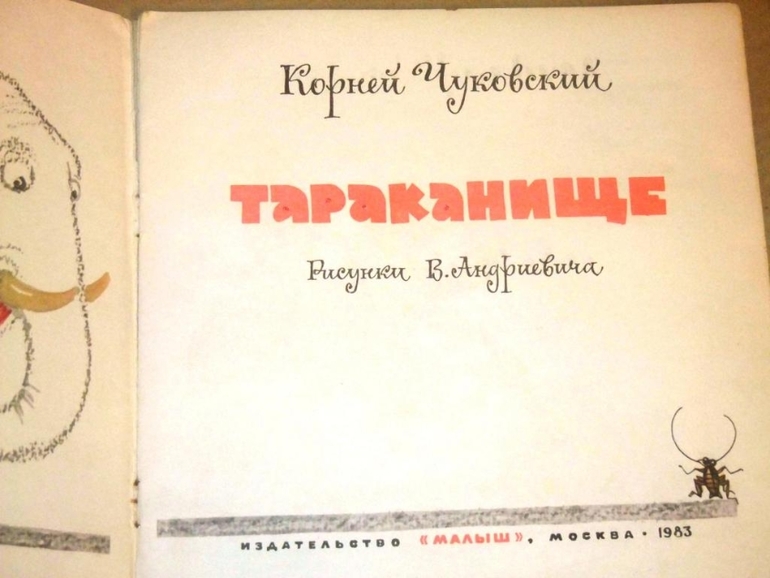 Корней Чуковский
ТАРАКАНИЩЕ
Рисунки В. Андриевича
ИЗДАТЕЛЬСТВО «МАЛЫШ», МОСКВА · 1983